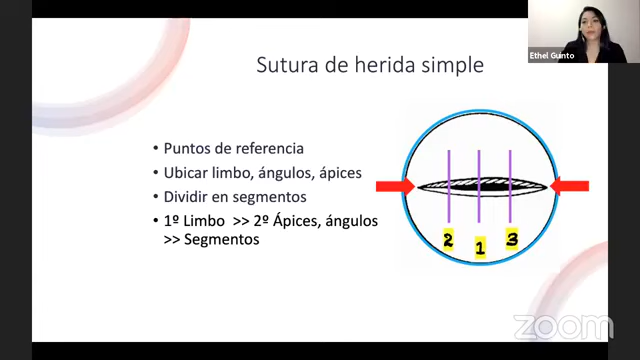 Ethel Gunto
Sutura de herida simple
• Puntos de referencia
• Ubicar limbo, ángulos, ápices
• Dividir en segmentos
• 1º Limbo >> 2º Ápices, ángulos
>> Segmentos
2 1 3
zoom